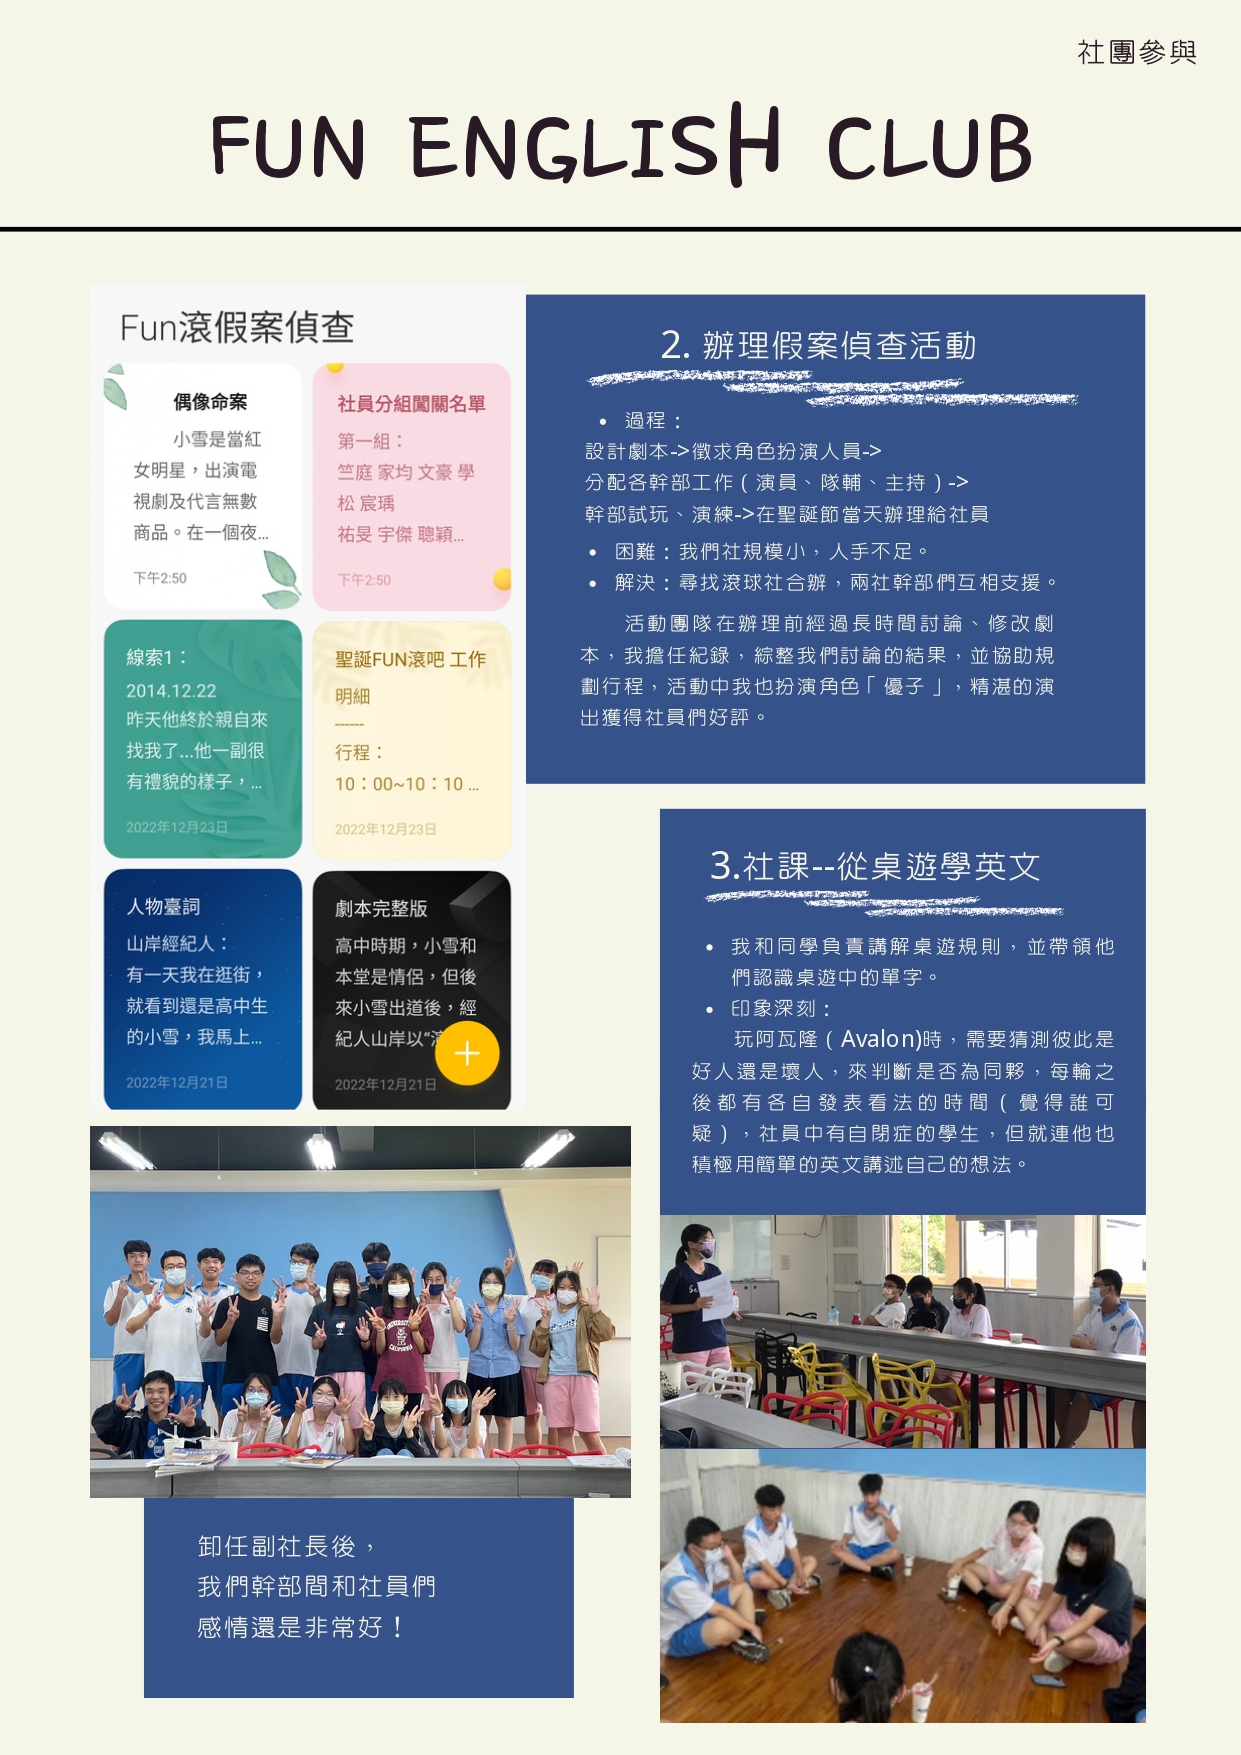 社團參與
FUN ENGLISH CLUB
Fun滾假案偵查
偶像命案
小雪是當紅
女明星，出演電
視劇及代言無數
商品。在一個夜...
下午2:50
社員分組闖關名單
第一組：
竺庭 家均 文豪 學
松 宸瑀
祐旻 宇傑 聰穎...
下午2:50
線索1：
2014.12.22
昨天他終於親自來
找我了...他一副很
有禮貌的樣子，...
2022年12月23日
聖誕FUN滾吧 工作
明細
------
行程：
10：00~10：10 ...
2022年12月23日
人物臺詞
山岸經紀人：
有一天我在逛街，
就看到還是高中生
的小雪，我馬上...
2022年12月21日
劇本完整版
高中時期，小雪和
本堂是情侶，但後
來小雪出道後，經
紀人山岸以“演
2022年12月21日
2. 辦理假案偵查活動
• 過程：
設計劇本->徵求角色扮演人員->
分配各幹部工作（演員、隊輔、主持）->
幹部試玩、演練->在聖誕節當天辦理給社員
• 困難：我們社規模小，人手不足。
• 解決：尋找滾球社合辦，兩社幹部們互相支援。
活動團隊在辦理前經過長時間討論、修改劇
本，我擔任紀錄，綜整我們討論的結果，並協助規
劃行程，活動中我也扮演角色「優子」，精湛的演
出獲得社員們好評。
3.社課--從桌遊學英文
• 我和同學負責講解桌遊規則，並帶領他
們認識桌遊中的單字。
• 印象深刻：
玩阿瓦隆（Avalon)時，需要猜測彼此是
好人還是壞人，來判斷是否為同夥，每輪之
後都有各自發表看法的時間（覺得誰可
疑），社員中有自閉症的學生，但就連他也
積極用簡單的英文講述自己的想法。
卸任副社長後，
我們幹部間和社員們
感情還是非常好！